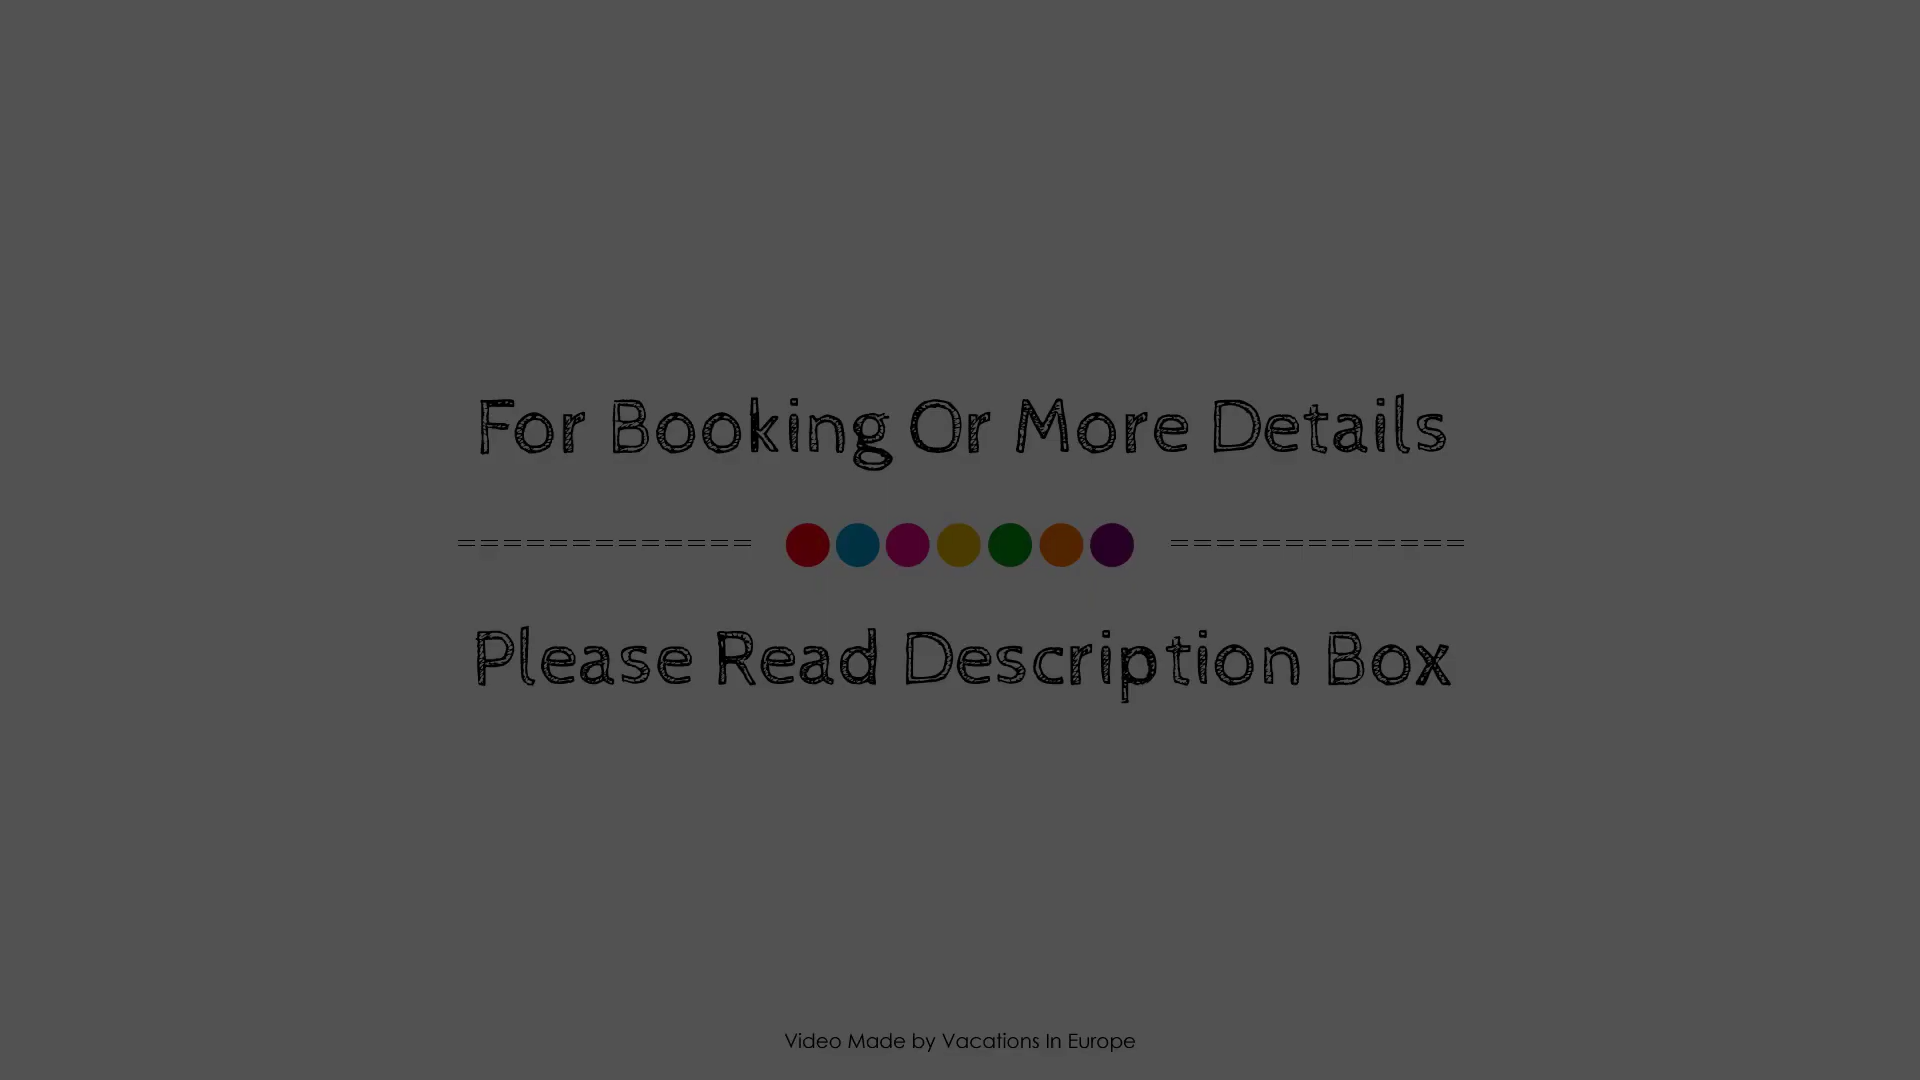 For Booking Or More Details
============= =============
Please Read Description Box
Video Made by Vacations In Europe